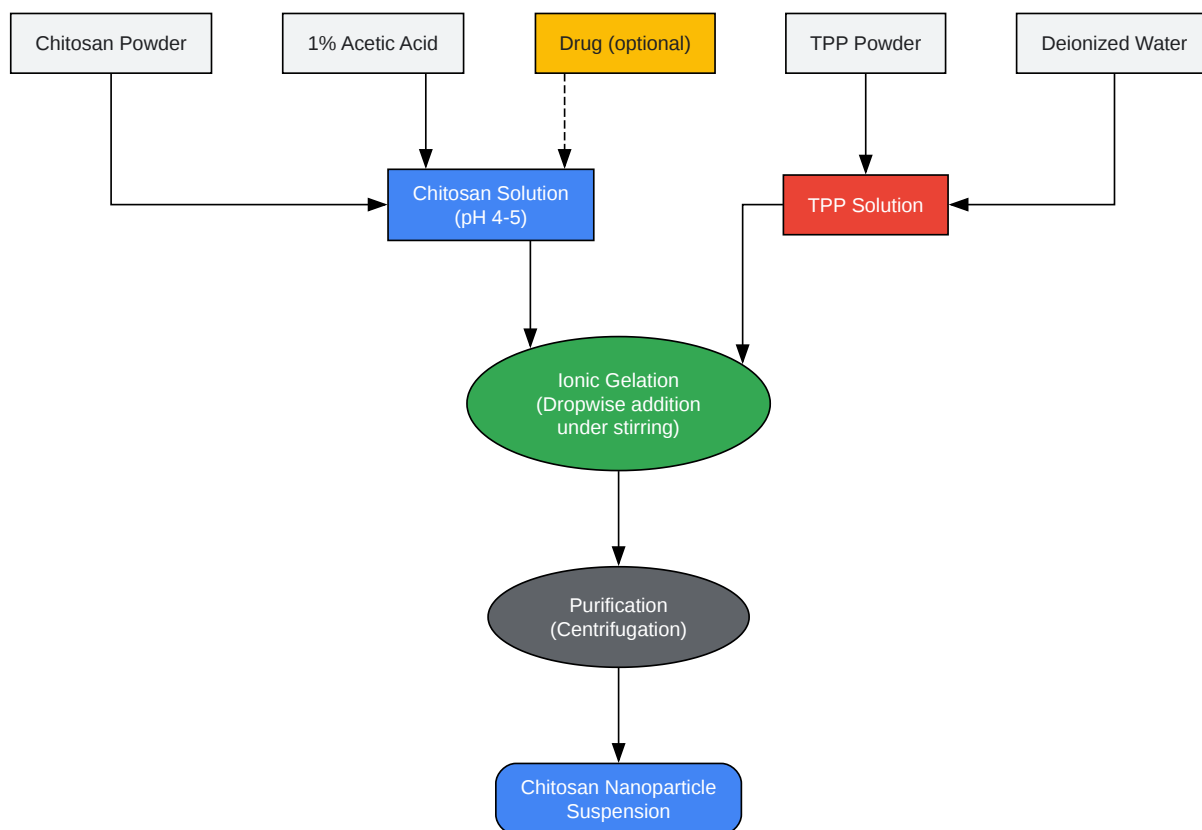 Chitosan Powder
1% Acetic Acid
Drug (optional)
TPP Powder
Deionized Water
Chitosan Solution
(pH 4-5)
TPP Solution
Ionic Gelation
(Dropwise addition
under stirring)
Purification
(Centrifugation)
Chitosan Nanoparticle
Suspension